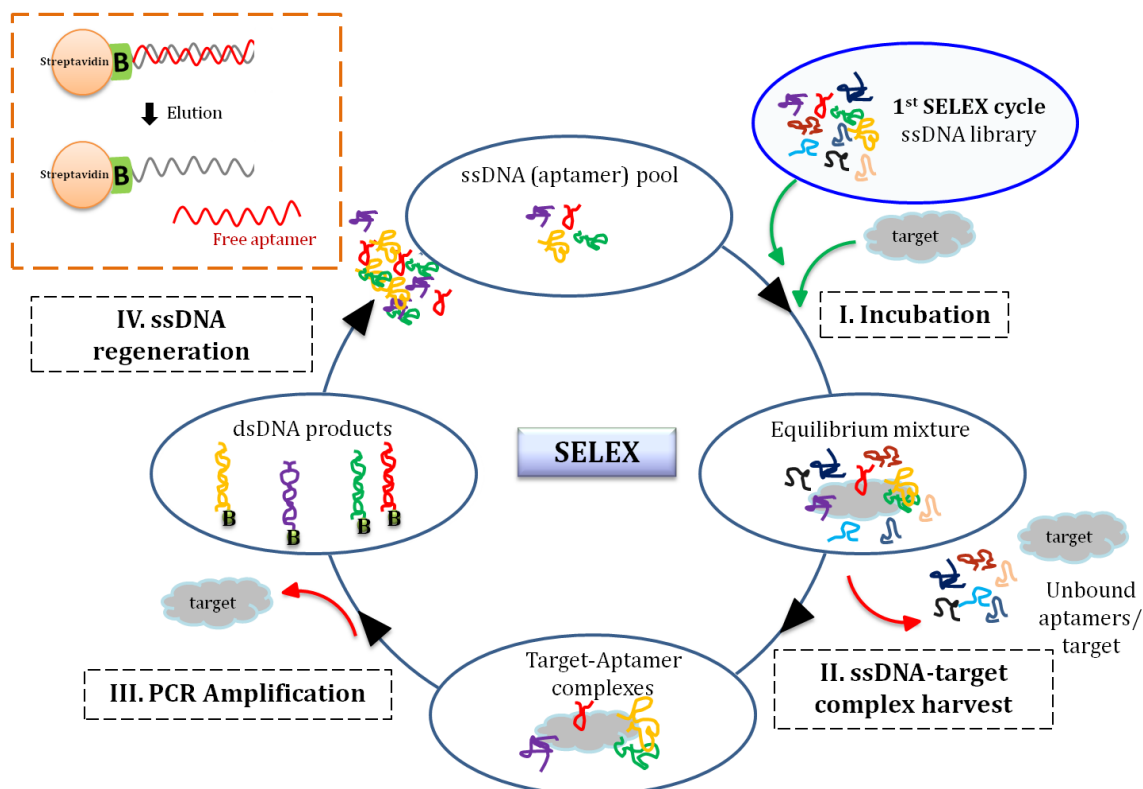 Streptavidin
B
Elution
Streptavidin
B
Free aptamer
1st SELEX cycle
ssDNA library
ssDNA (aptamer) pool
target
I. Incubation
IV. ssDNA
regeneration
dsDNA products
B
B
B
B
SELEX
Equilibrium mixture
target
Unbound
aptamers/
target
target
II. ssDNA-target
complex harvest
III. PCR Amplification
Target-Aptamer
complexes